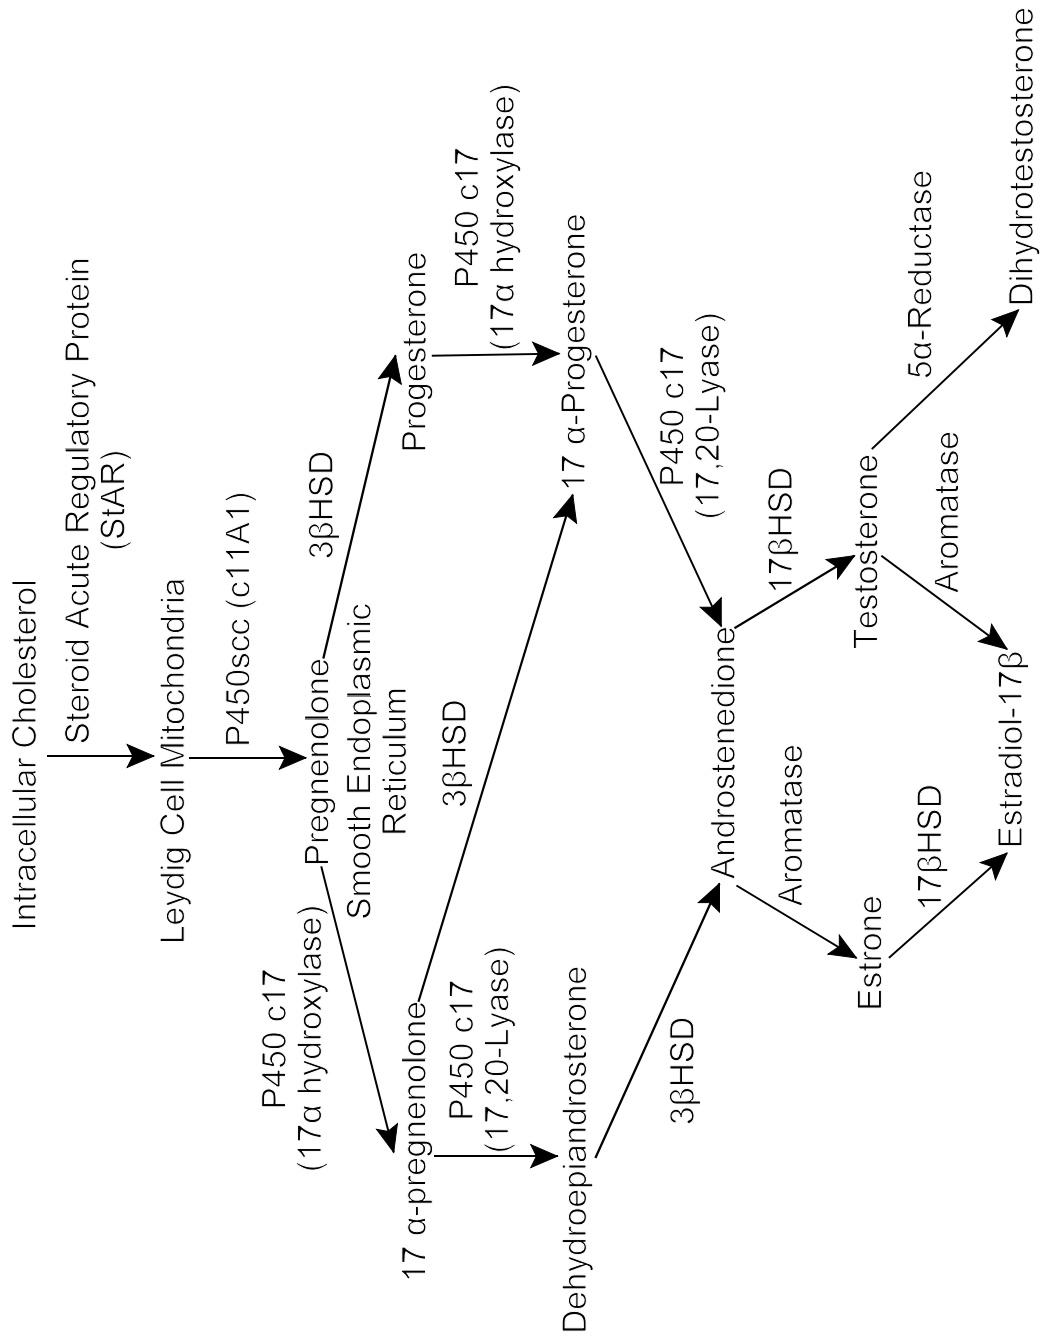 Intracellular Cholesterol
Steroid Acute Regulatory Protein
(StAR)
Leydig Cell Mitochondria
P450scc (c11A1)
Pregnenolone
Smooth Endoplasmic
Reticulum
P450 c17
(17α hydroxylase)
3βHSD
17 α-pregnenolone
Progesterone
P450 c17
(17,20-Lyase)
3βHSD
P450 c17
(17α hydroxylase)
Dehydroepiandrosterone
17 α-Progesterone
3βHSD
P450 c17
(17,20-Lyase)
Androstenedione
Aromatase
17βHSD
Estrone
Testosterone
17βHSD
Aromatase
5α-Reductase
Estradiol-17β
Dihydrotestosterone